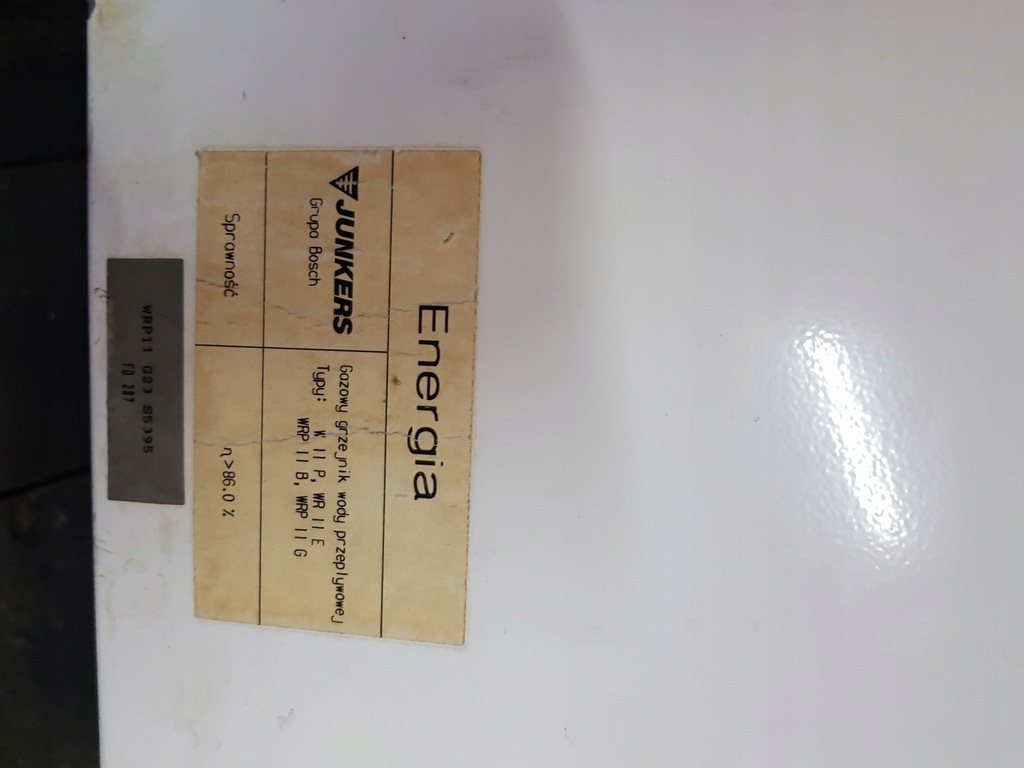 Energia
JUNKERS
Grupa Bosch
Gazowy grzejnik wody przepływowej
Typy: W 11 P, WR 11 E
WRP 11 B, WRP 11 G
Sprawność
η>86.0 %
WRP11 G23 S5395
FD 287